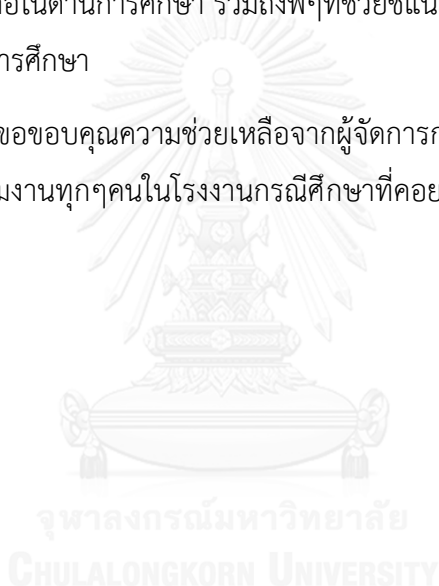 อในด้านการศึกษา รวมถึงพี่ๆที่ช่วยชี้แน
ารศึกษา
ขอขอบคุณความช่วยเหลือจากผู้จัดการก
มงานทุกๆคนในโรงงานกรณีศึกษาที่คอย
จุฬาลงกรณ์มหาวิทยาลัย
CHULALONGKORN UNIVERSITY